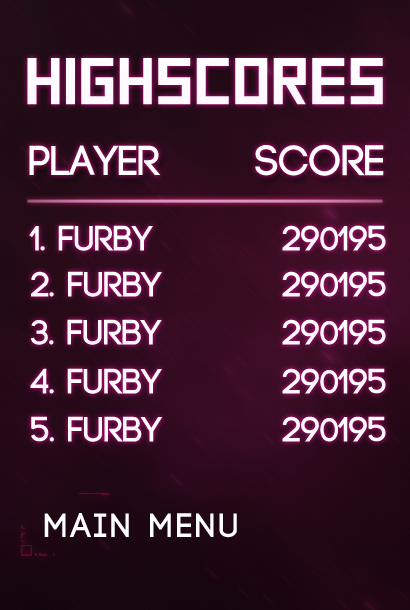 HIGHSCORES
PLAYER SCORE
1. FURBY 290195
2. FURBY 290195
3. FURBY 290195
4. FURBY 290195
5. FURBY 290195
MAIN MENU